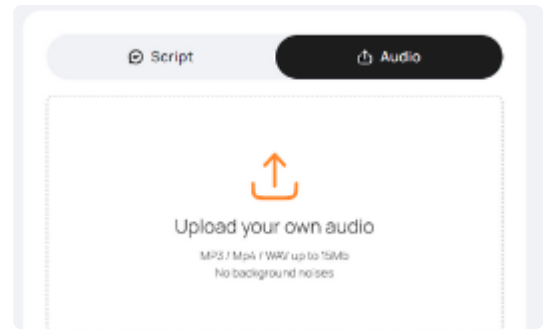 Script
Audio
Upload your own audio
MP3 / Mp4 / WAV up to 15Mb
No background noises